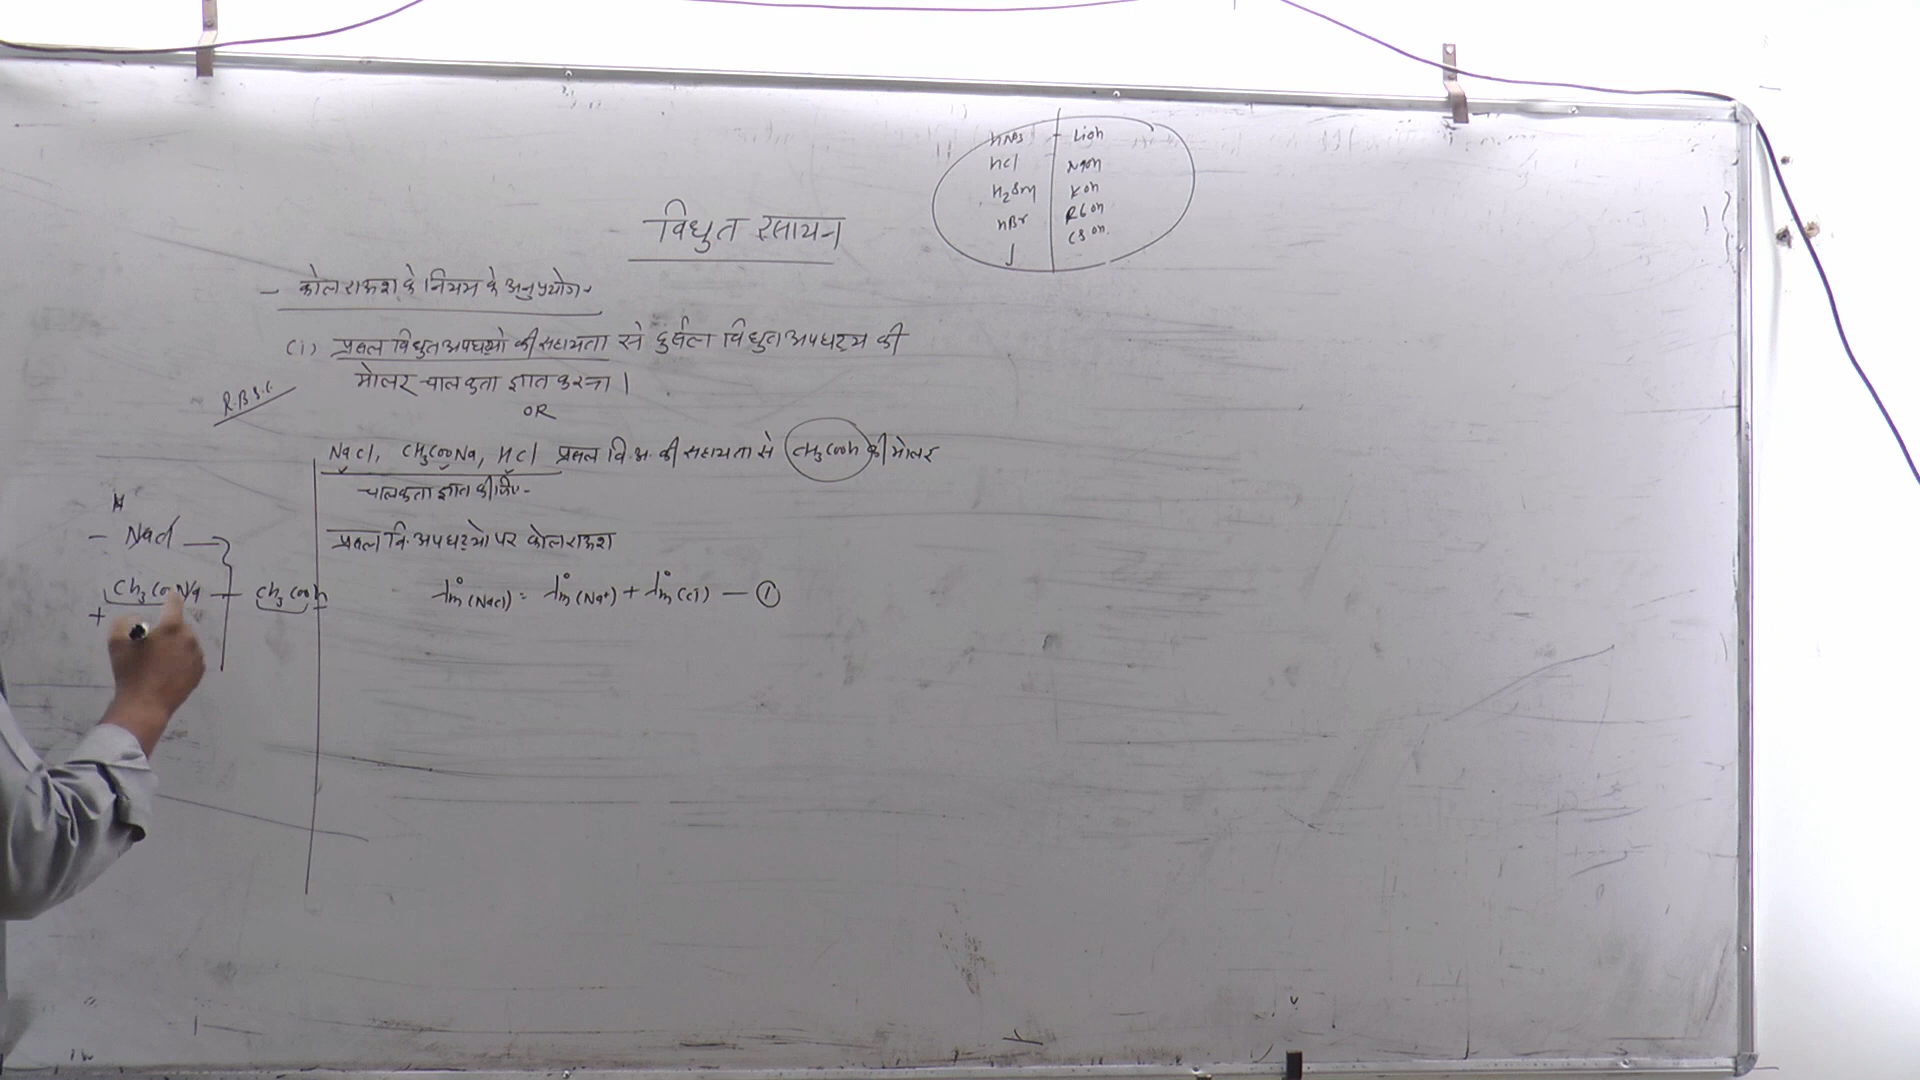 HNO3 - LiOH
HCl NaOH
H2SO4 KOH
HBr RbOH
CsOH
विधुत रसायन
- कोलराऊश के नियम के अनुप्रयोग-
(1) प्रबल विधुत अपघट्यो की सहायता से दुर्बल विधुत अपघट्य की
मोलर चालकता ज्ञात करना।
R.B.S.E
OR
NaCl, CH3COONa, HCl प्रबल वि.अ. की सहायता से CH3COOH की मोलर
चालकता ज्ञात कीजिए-
प्रबल वि. अपघट्यो पर कोलराऊश
- NaCl
CH3COONa CH3COOH
+
λ°m(NaCl) = λ°m(Na+) + λ°m(Cl) — ①